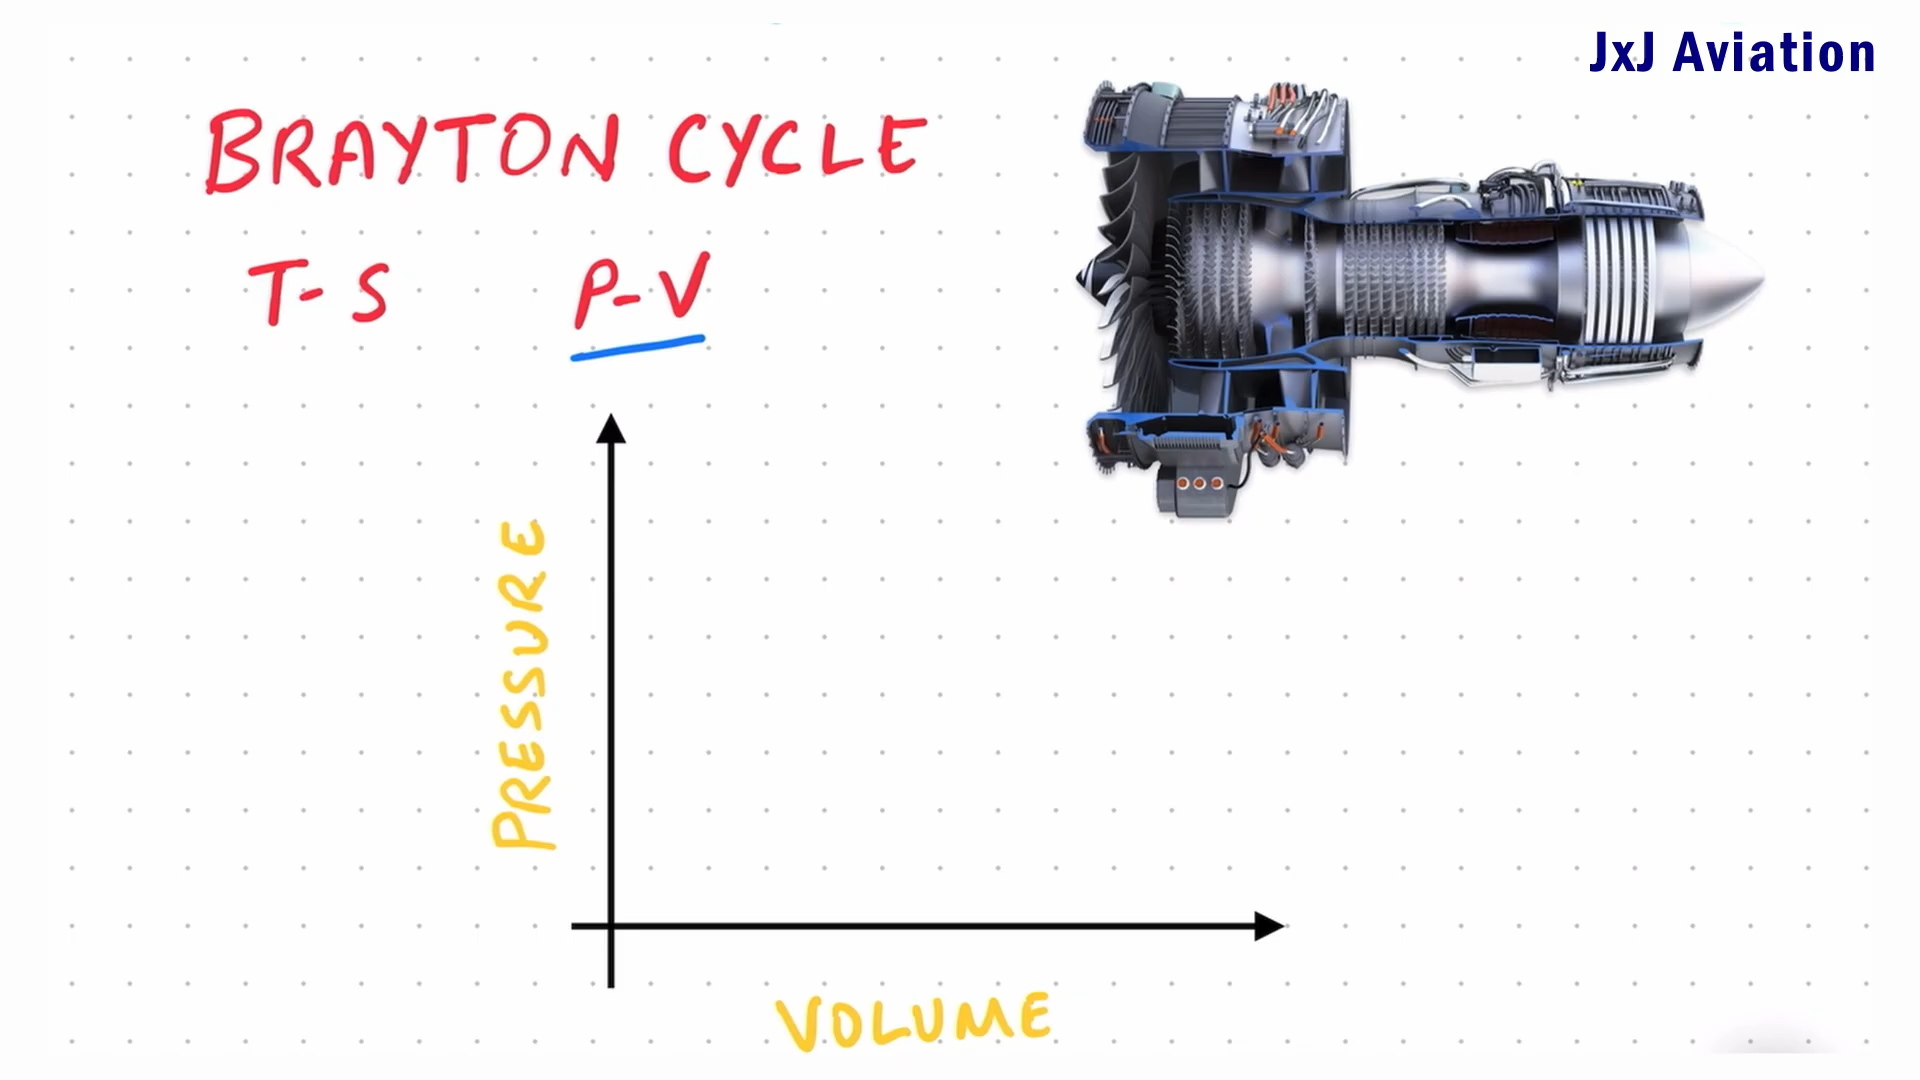 JxJ Aviation
BRAYTON CYCLE
T-S P-V
PRESSURE
VOLUME